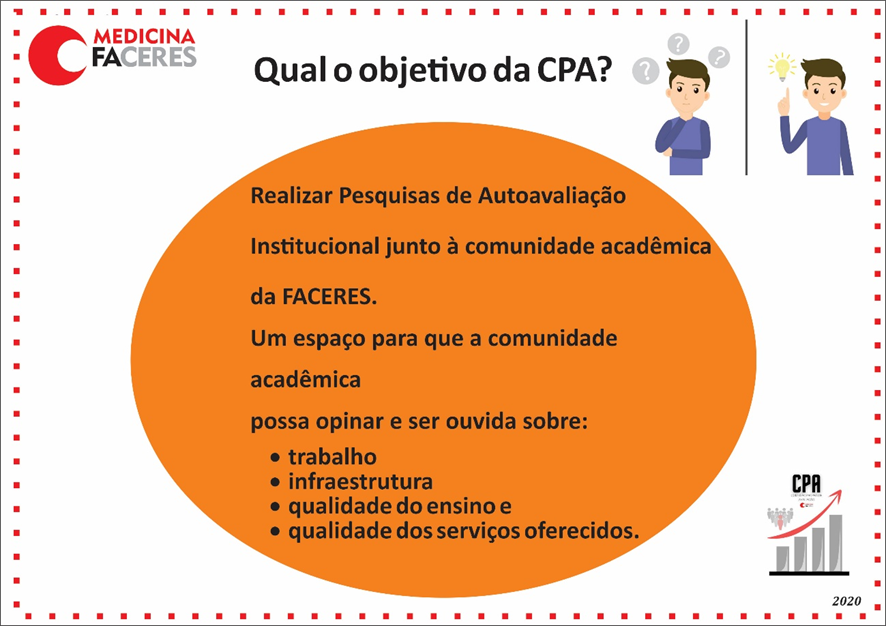 MEDICINA
FACERES
Qual o objetivo da CPA?
? ? ?
Realizar Pesquisas de Autoavaliação
Institucional junto à comunidade acadêmica
da FACERES.
Um espaço para que a comunidade
acadêmica
possa opinar e ser ouvida sobre:
• trabalho
• infraestrutura
• qualidade do ensino e
• qualidade dos serviços oferecidos.
CPA
2020